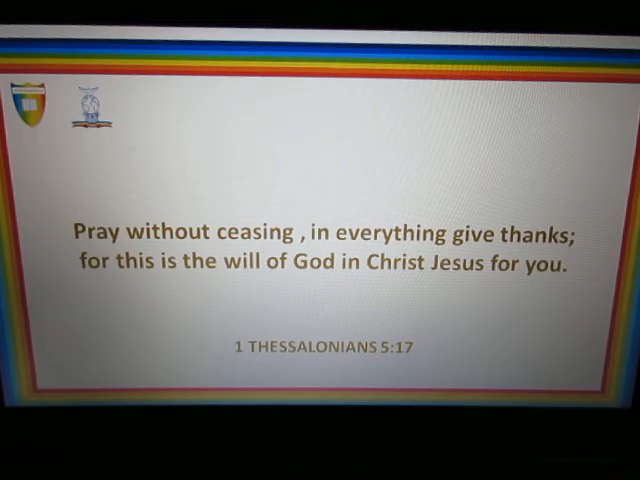 Pray without ceasing , in everything give thanks;
for this is the will of God in Christ Jesus for you.
1 THESSALONIANS 5:17